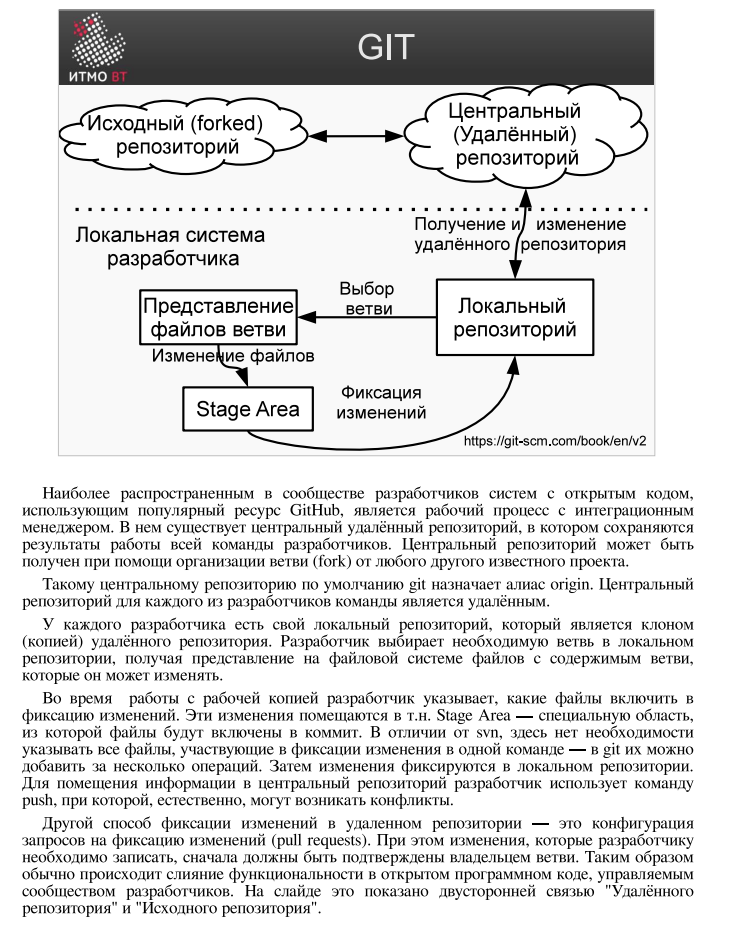 ИТМО ВТ
GIT
Исходный (forked)
репозиторий
Центральный
(Удалённый)
репозиторий
Получение и изменение
удалённого репозитория
Локальная система
разработчика
Выбор
ветви
Представление
файлов ветви
Локальный
репозиторий
Изменение файлов
Stage Area
Фиксация
изменений
https://git-scm.com/book/en/v2
Наиболее распространенным в сообществе разработчиков систем с открытым кодом,
использующим популярный ресурс GitHub, является рабочий процесс с интеграционным
менеджером. В нем существует центральный удалённый репозиторий, в котором сохраняются
результаты работы всей команды разработчиков. Центральный репозиторий может быть
получен при помощи организации ветви (fork) от любого другого известного проекта.
Такому центральному репозиторию по умолчанию git назначает алиас origin. Центральный
репозиторий для каждого из разработчиков команды является удалённым.
У каждого разработчика есть свой локальный репозиторий, который является клоном
(копией) удалённого репозитория. Разработчик выбирает необходимую ветвь в локальном
репозитории, получая представление на файловой системе файлов с содержимым ветви,
которые он может изменять.
Во время работы с рабочей копией разработчик указывает, какие файлы включить в
фиксацию изменений. Эти изменения помещаются в т.н. Stage Area — специальную область,
из которой файлы будут включены в коммит. В отличии от svn, здесь нет необходимости
указывать все файлы, участвующие в фиксации изменения в одной команде — в git их можно
добавить за несколько операций. Затем изменения фиксируются в локальном репозитории.
Для помещения информации в центральный репозиторий разработчик использует команду
push, при которой, естественно, могут возникать конфликты.
Другой способ фиксации изменений в удаленном репозитории — это конфигурация
запросов на фиксацию изменений (pull requests). При этом изменения, которые разработчику
необходимо записать, сначала должны быть подтверждены владельцем ветви. Таким образом
обычно происходит слияние функциональности в открытом программном коде, управляемым
сообществом разработчиков. На слайде это показано двусторонней связью "Удалённого
репозитория" и "Исходного репозитория".